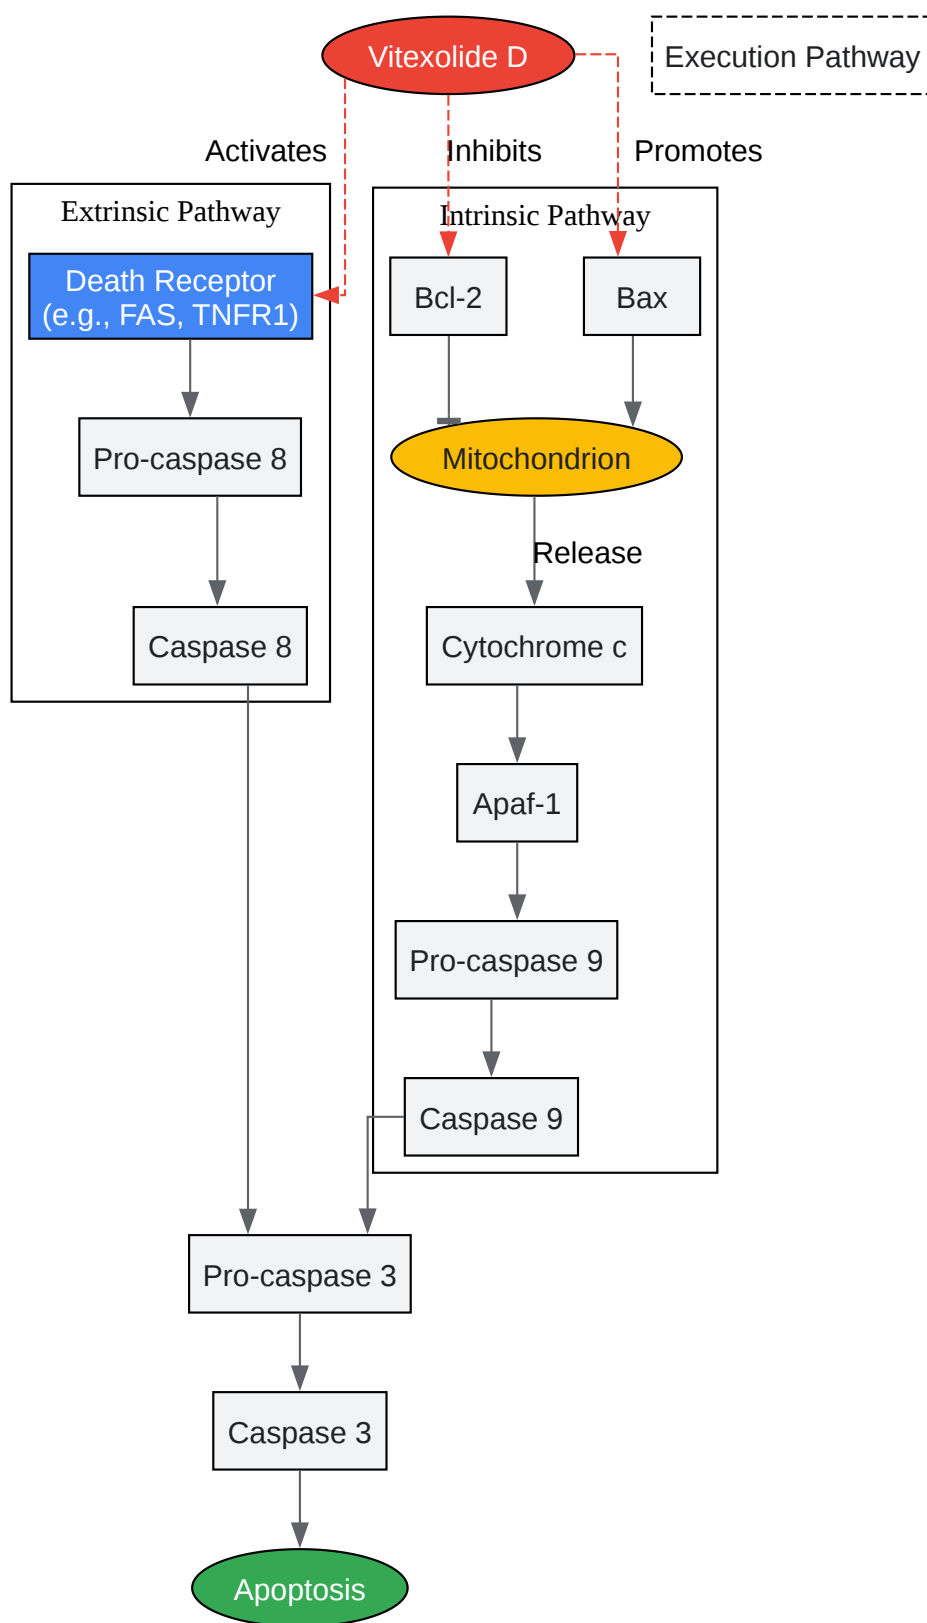 Vitexolide D
Execution Pathway
Activates
Inhibits
Promotes
Extrinsic Pathway
Intrinsic Pathway
Death Receptor
(e.g., FAS, TNFR1)
Bcl-2
Bax
Pro-caspase 8
Mitochondrion
Release
Caspase 8
Cytochrome c
Apaf-1
Pro-caspase 9
Caspase 9
Pro-caspase 3
Caspase 3
Apoptosis